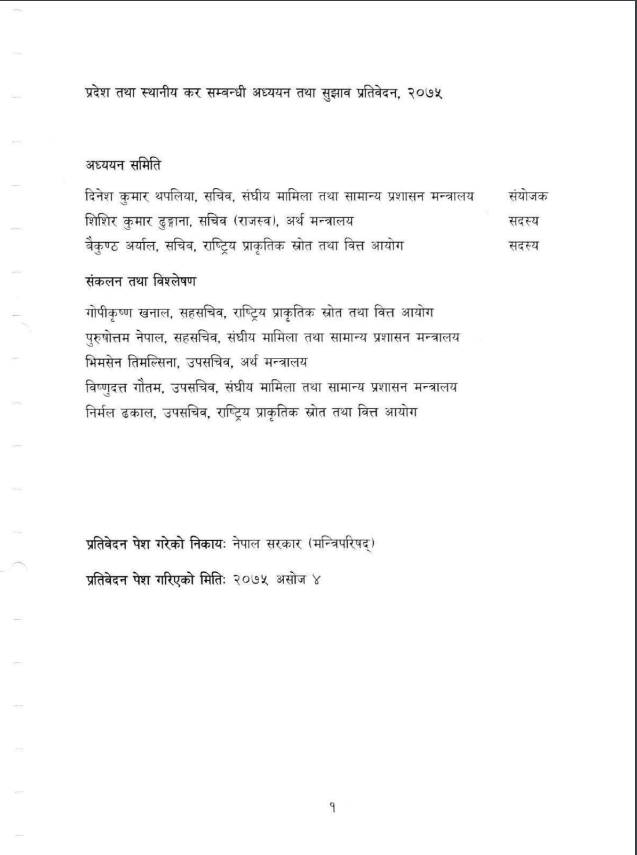 प्रदेश तथा स्थानीय कर सम्बन्धी अध्ययन तथा सुझाव प्रतिवेदन, २०७५
अध्ययन समिति
दिनेश कुमार थपलिया, सचिव, संघीय मामिला तथा सामान्य प्रशासन मन्त्रालय संयोजक
शिशिर कुमार ढुङ्गाना, सचिव (राजस्व), अर्थ मन्त्रालय सदस्य
बैकुण्ठ अर्याल, सचिव, राष्ट्रिय प्राकृतिक स्रोत तथा वित्त आयोग सदस्य
संकलन तथा विश्लेषण
गोपीकृष्ण खनाल, सहसचिव, राष्ट्रिय प्राकृतिक स्रोत तथा वित्त आयोग
पुरुषोत्तम नेपाल, सहसचिव, संघीय मामिला तथा सामान्य प्रशासन मन्त्रालय
भिमसेन तिमल्सिना, उपसचिव, अर्थ मन्त्रालय
विष्णुदत्त गौतम, उपसचिव, संघीय मामिला तथा सामान्य प्रशासन मन्त्रालय
निर्मल ढकाल, उपसचिव, राष्ट्रिय प्राकृतिक स्रोत तथा वित्त आयोग
प्रतिवेदन पेश गरेको निकायः नेपाल सरकार (मन्त्रिपरिषद्)
प्रतिवेदन पेश गरिएको मितिः २०७५ असोज ४
१